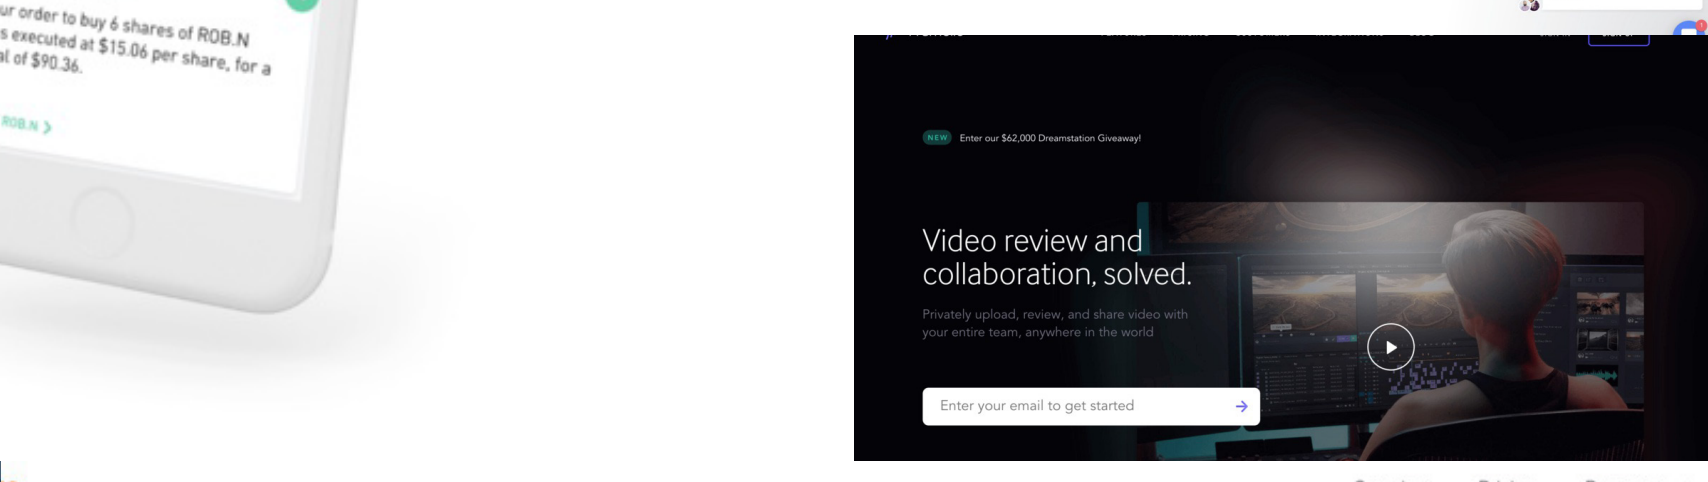 ur order to buy 6 shares of ROB.N
s executed at $15.06 per share, for a
al of $90.36.
ROB.N
NEW Enter our $62,000 Dreamstation Giveaway!
Video review and
collaboration, solved.
Privately upload, review, and share video with
your entire team, anywhere in the world
Enter your email to get started